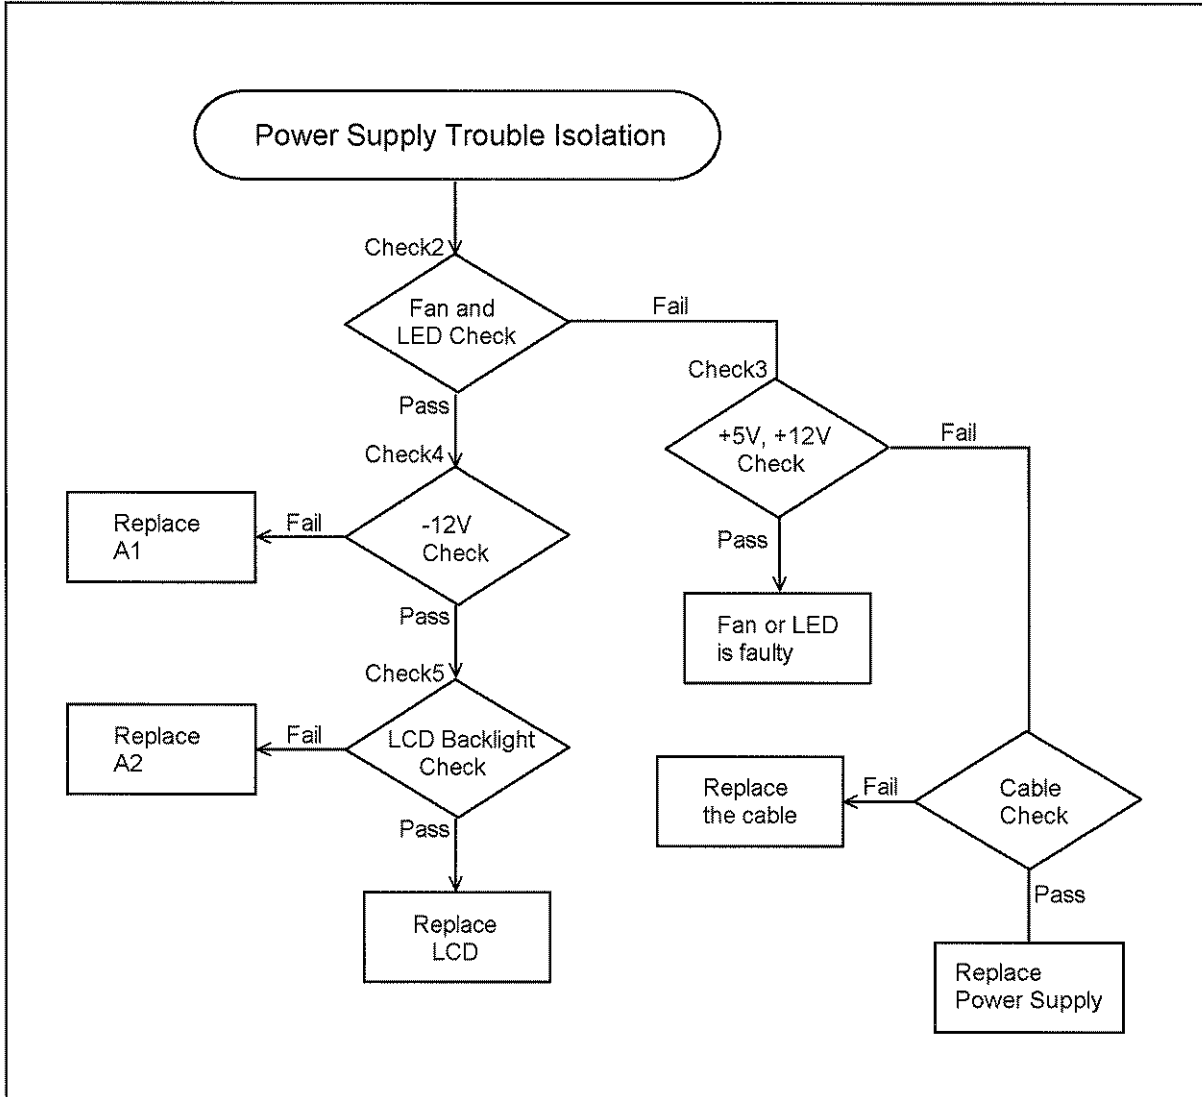 Power Supply Trouble Isolation
Check2
Fan and
LED Check
Fail
Pass
Check3
+5V, +12V
Check
Fail
Pass
Fan or LED
is faulty
Check4
-12V
Check
Fail
Replace
A1
Pass
Check5
LCD Backlight
Check
Fail
Replace
A2
Pass
Replace
LCD
Cable
Check
Fail
Replace
the cable
Pass
Replace
Power Supply